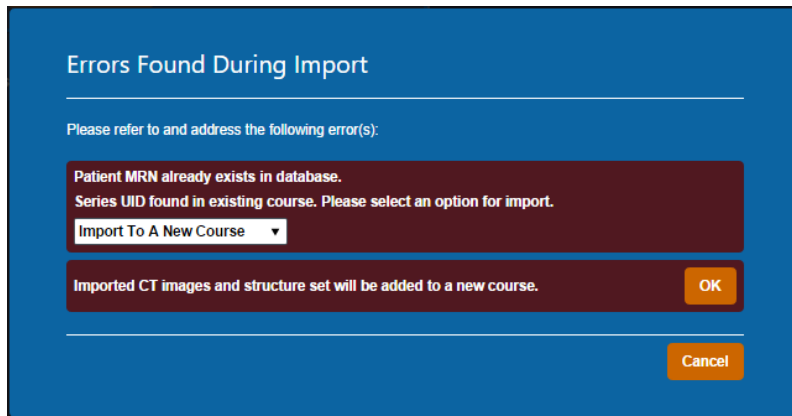 Errors Found During Import
Please refer to and address the following error(s):
Patient MRN already exists in database.
Series UID found in existing course. Please select an option for import.
Import To A New Course
Imported CT images and structure set will be added to a new course.
OK
Cancel